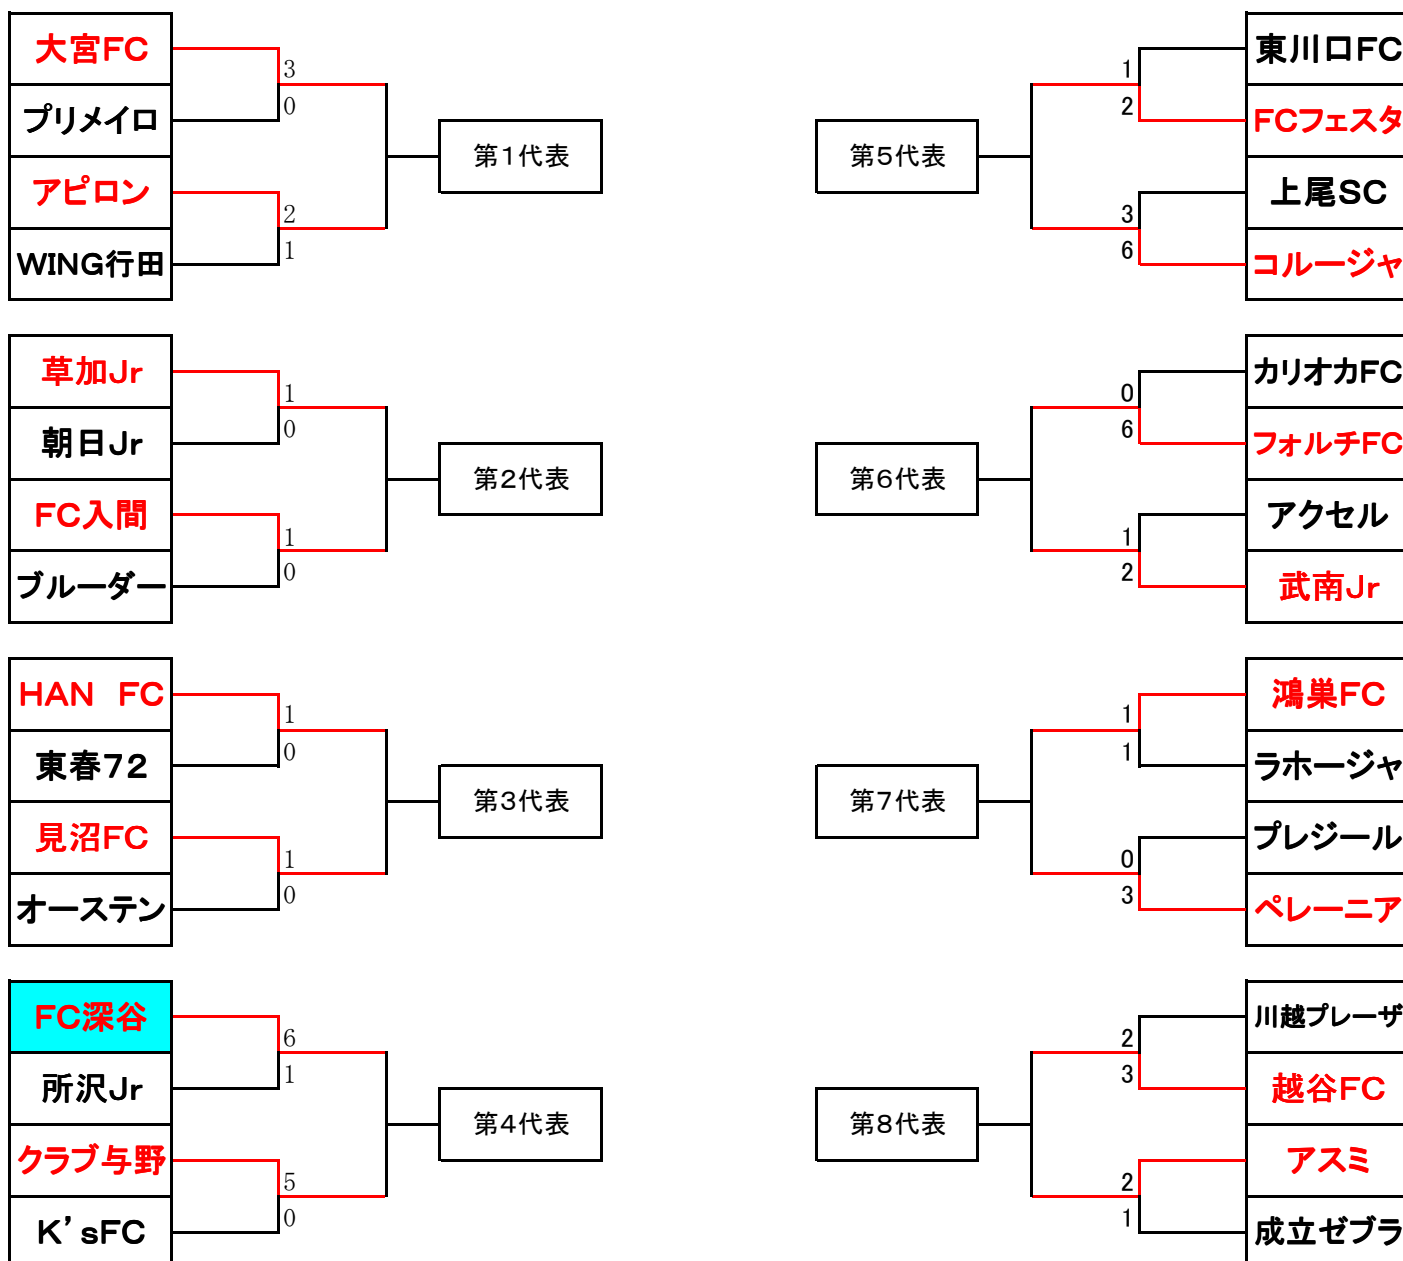 大宮FC
3
0
プリメイロ
第1代表
アピロン
2
1
WING行田
草加Jr
1
0
朝日Jr
第2代表
FC入間
1
0
ブルーダー
HAN　FC
1
0
東春72
第3代表
見沼FC
1
0
オーステン
FC深谷
6
1
所沢Jr
第4代表
クラブ与野
5
0
K'sFC
東川口FC
1
2
FCフェスタ
第5代表
上尾SC
3
6
コルージャ
カリオカFC
0
6
フォルチFC
第6代表
アクセル
1
2
武南Jr
鴻巣FC
1
1
ラホージャ
第7代表
プレジール
0
3
ペレーニア
川越プレーザ
2
3
越谷FC
第8代表
アスミ
2
1
成立ゼブラ